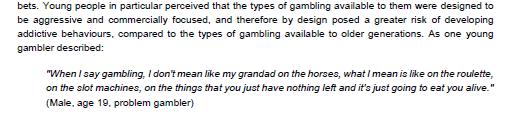 bets. Young people in particular perceived that the types of gambling available to them were designed to
be aggressive and commercially focused, and therefore by design posed a greater risk of developing
addictive behaviours, compared to the types of gambling available to older generations. As one young
gambler described:
"When I say gambling, I don't mean like my grandad on the horses, what I mean is like on the roulette,
on the slot machines, on the things that you just have nothing left and it's just going to eat you alive."
(Male, age 19, problem gambler)